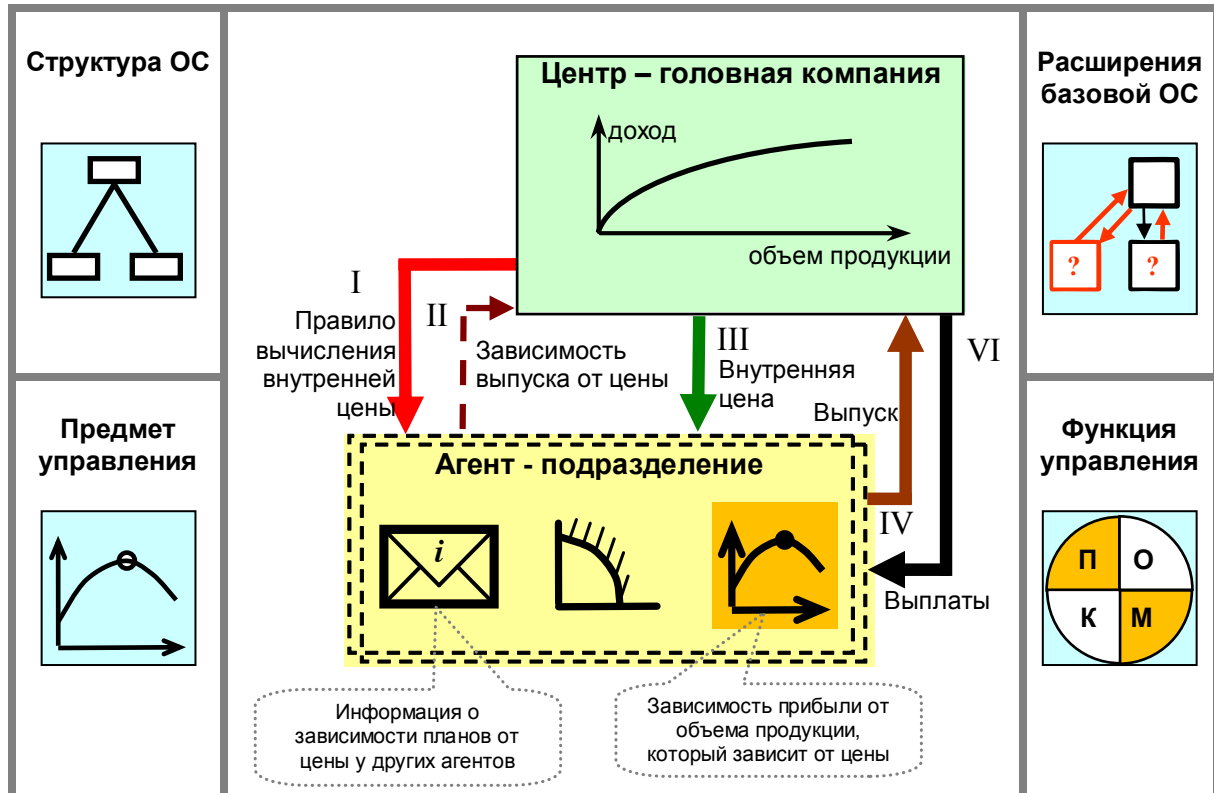 Структура ОС
Предмет
управления
Центр – головная компания
доход
объем продукции
I
Правило
вычисления
внутренней
цены
II
Зависимость
выпуска от цены
III
Внутренняя
цена
Выпуск
IV
VI
Выплаты
Агент - подразделение
i
Информация о
зависимости планов от
цены у других агентов
Зависимость прибыли от
объема продукции,
который зависит от цены
Расширения
базовой ОС
?
?
Функция
управления
П
О
К
М